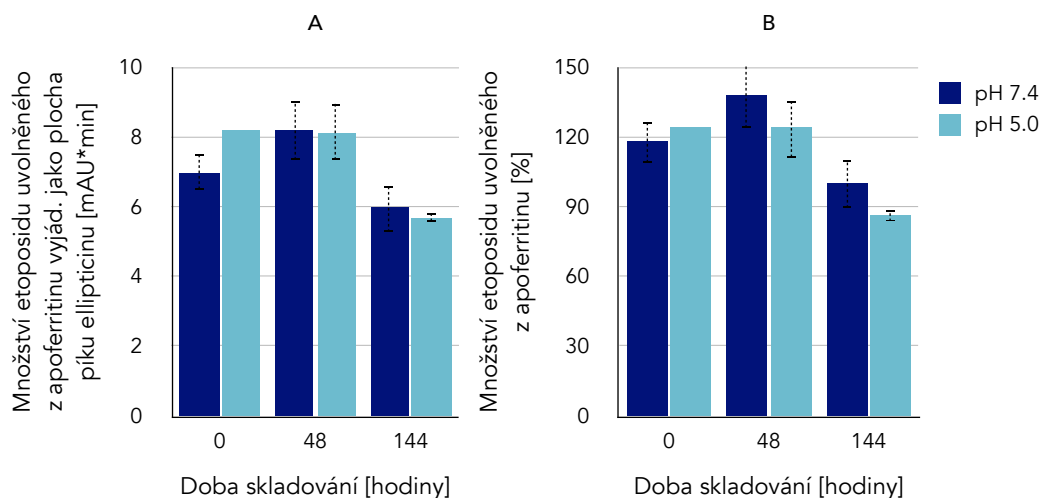 A
Množství etoposidu uvolněného
z apoferritinu vyjád. jako plocha
píku ellipticinu [mAU*min]
10
8
6
4
2
0
0 48 144
Doba skladování [hodiny]
B
Množství etoposidu uvolněného
z apoferritinu [%]
150
120
90
60
30
0
0 48 144
Doba skladování [hodiny]
pH 7.4
pH 5.0